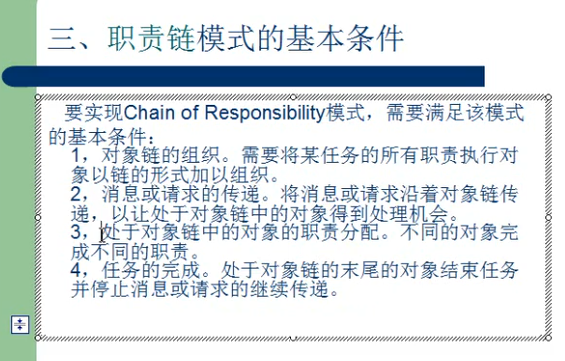 三、职责链模式的基本条件
要实现Chain of Responsibility模式，需要满足该模式
的基本条件：
1，对象链的组织。需要将某任务的所有职责执行对
象以链的形式加以组织。
2，消息或请求的传递。将消息或请求沿着对象链传
递，以让处于对象链中的对象得到处理机会。
3，处于对象链中的对象的职责分配。不同的对象完
成不同的职责。
4，任务的完成。处于对象链的末尾的对象结束任务
并停止消息或请求的继续传递。